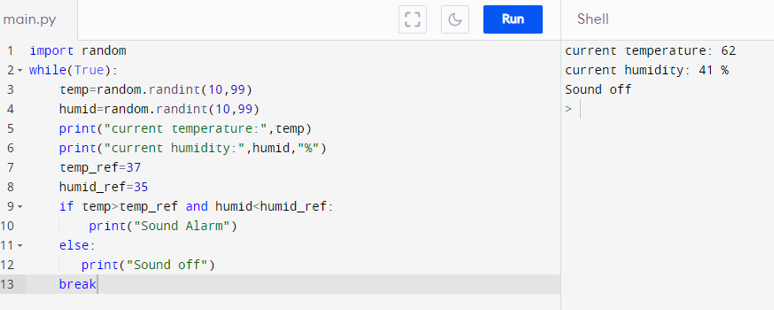 main.py
Run
Shell
1 import random
2 while(True):
3     temp=random.randint(10,99)
4     humid=random.randint(10,99)
5     print("current temperature:",temp)
6     print("current humidity:",humid,"%")
7     temp_ref=37
8     humid_ref=35
9     if temp>temp_ref and humid<humid_ref:
10         print("Sound Alarm")
11     else:
12        print("Sound off")
13     break
current temperature: 62
current humidity: 41 %
Sound off
>